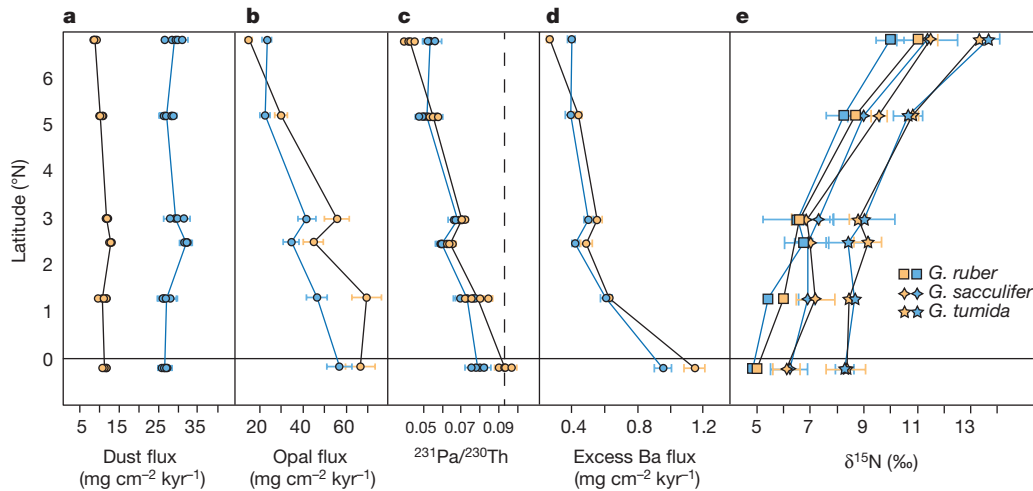 a
b
c
d
e
Latitude (°N)
6
5
4
3
2
1
0
5 15 25 35
20 40 60
0.05 0.07 0.09
0.4 0.8 1.2
5 7 9 11 13
G. ruber
G. sacculifer
G. tumida
Dust flux
(mg cm⁻² kyr⁻¹)
Opal flux
(mg cm⁻² kyr⁻¹)
²³¹Pa/²³⁰Th
Excess Ba flux
(mg cm⁻² kyr⁻¹)
δ¹⁵N (‰)